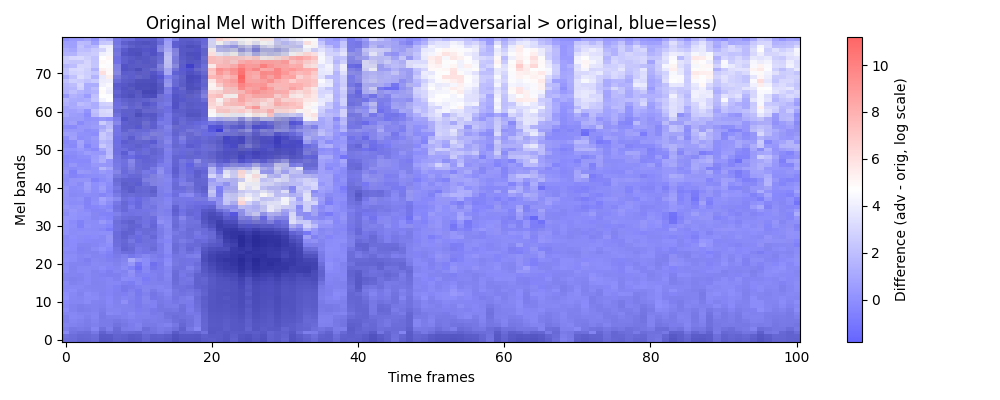 Original Mel with Differences (red=adversarial > original, blue=less)
Mel bands
70
60
50
40
30
20
10
0
0 20 40 60 80 100
Time frames
10
8
6
4
2
0
Difference (adv - orig, log scale)